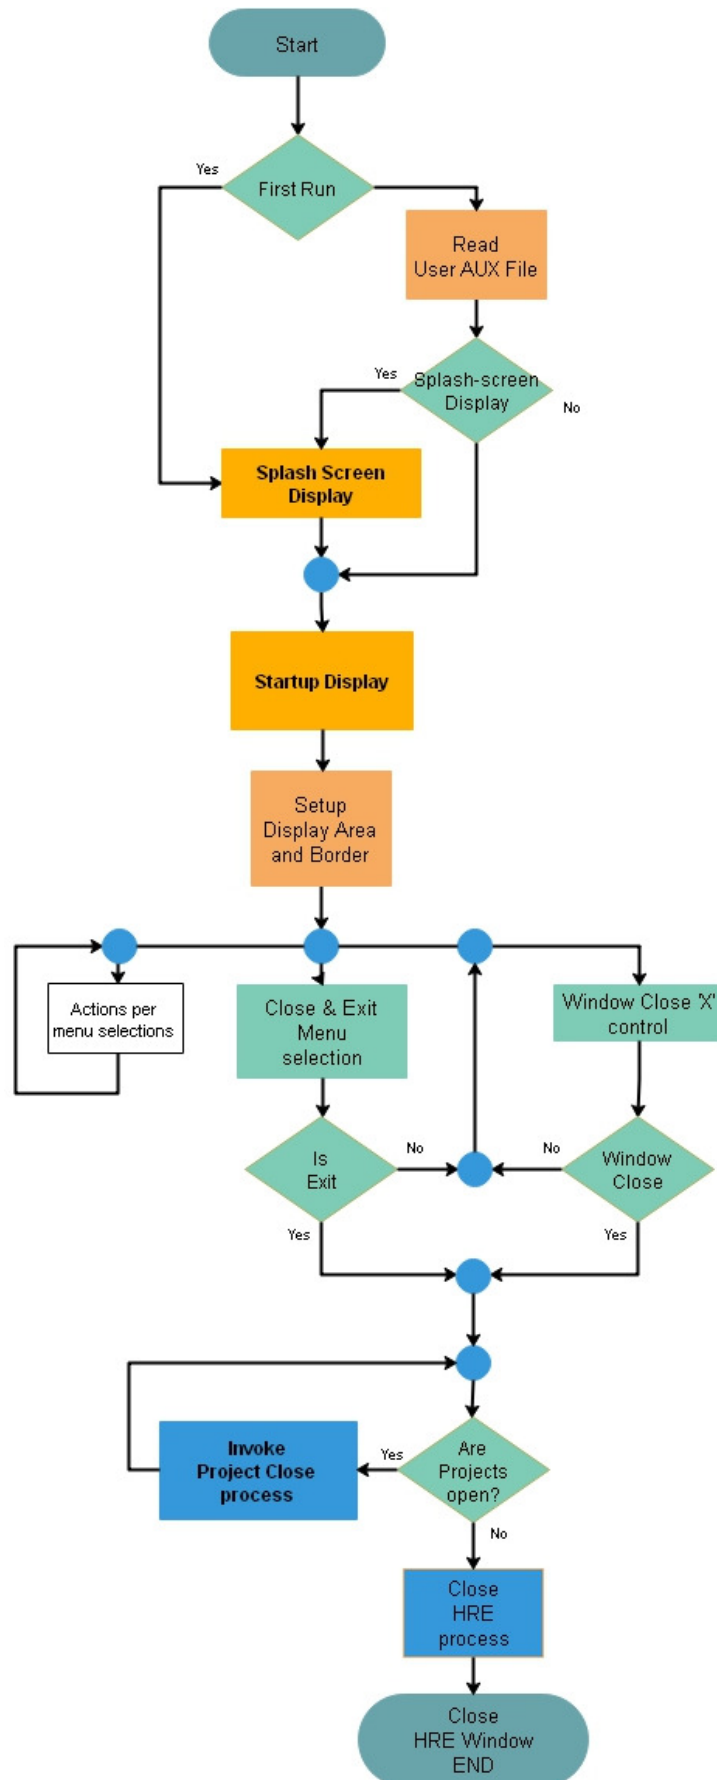 Start
Yes
First Run
Read
User AUX File
Yes
Splash-screen
Display
No
Splash Screen
Display
Startup Display
Setup
Display Area
and Border
Actions per
menu selections
Close & Exit
Menu
selection
Window Close 'X'
control
Is
Exit
No
No
Window
Close
Yes
Yes
Invoke
Project Close
process
Yes
Are
Projects
open?
No
Close
HRE
process
Close
HRE Window
END